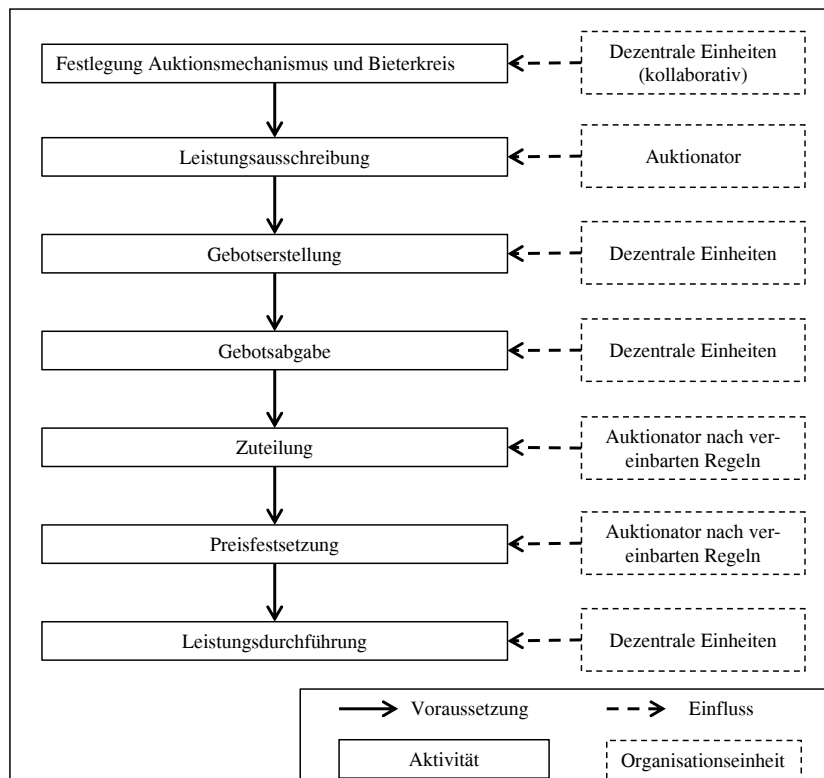 Festlegung Auktionsmechanismus und Bieterkreis
Dezentrale Einheiten
(kollaborativ)
Leistungsausschreibung
Auktionator
Gebotserstellung
Dezentrale Einheiten
Gebotsabgabe
Dezentrale Einheiten
Zuteilung
Auktionator nach ver-
einbarten Regeln
Preisfestsetzung
Auktionator nach ver-
einbarten Regeln
Leistungsdurchführung
Dezentrale Einheiten
Voraussetzung
Einfluss
Aktivität
Organisationseinheit